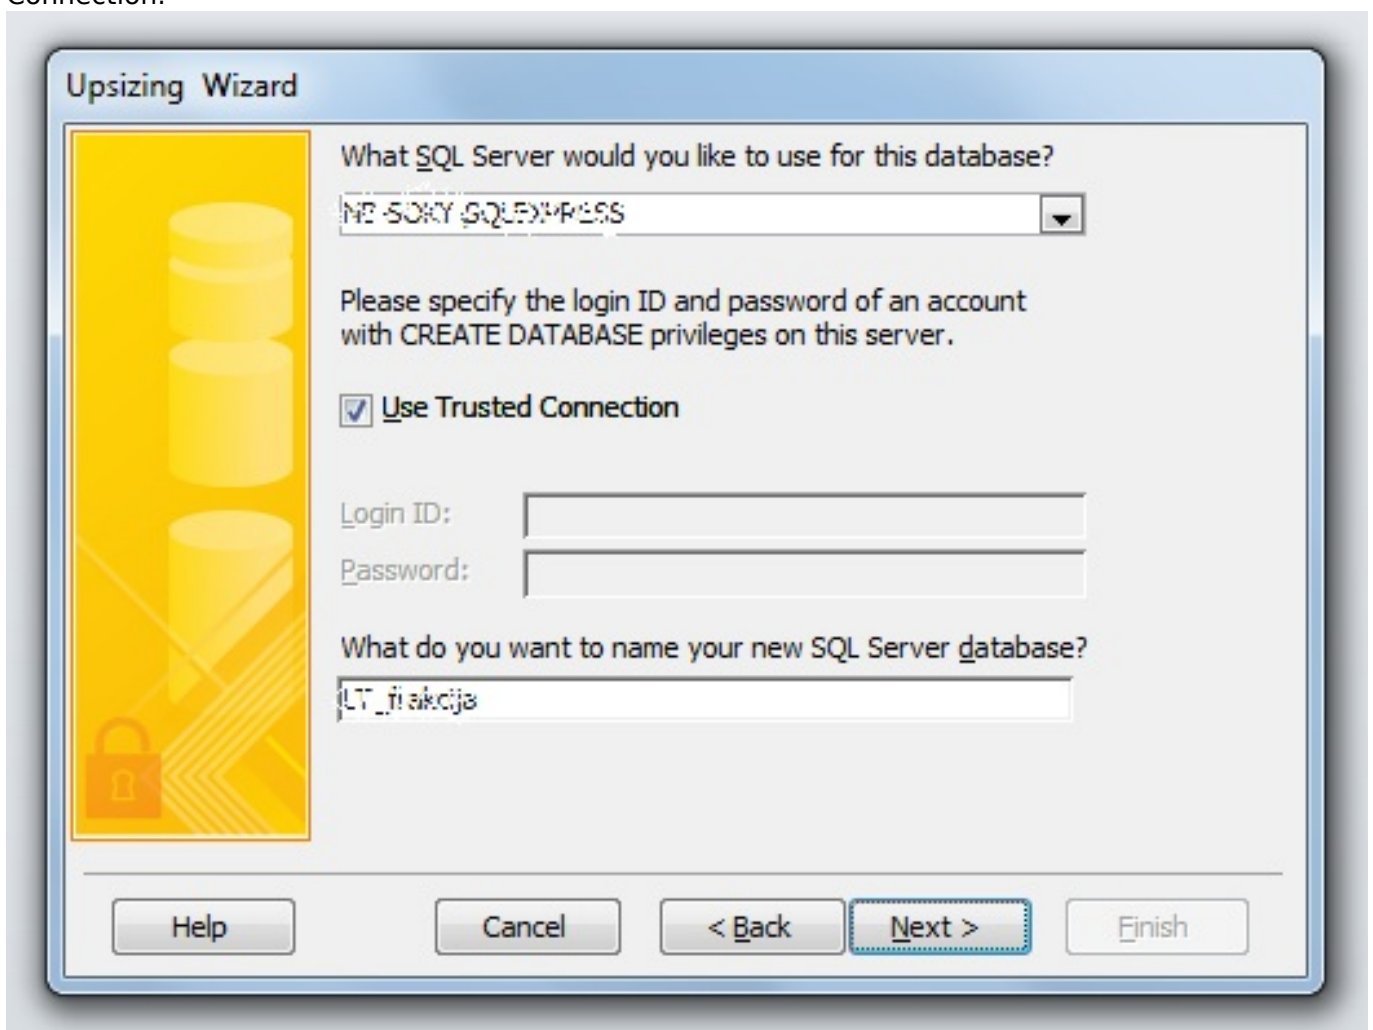 Connection.
Upsizing Wizard
What SQL Server would you like to use for this database?
Please specify the login ID and password of an account
with CREATE DATABASE privileges on this server.
Use Trusted Connection
Login ID:
Password:
What do you want to name your new SQL Server database?
Help
Cancel
< Back
Next >
Finish